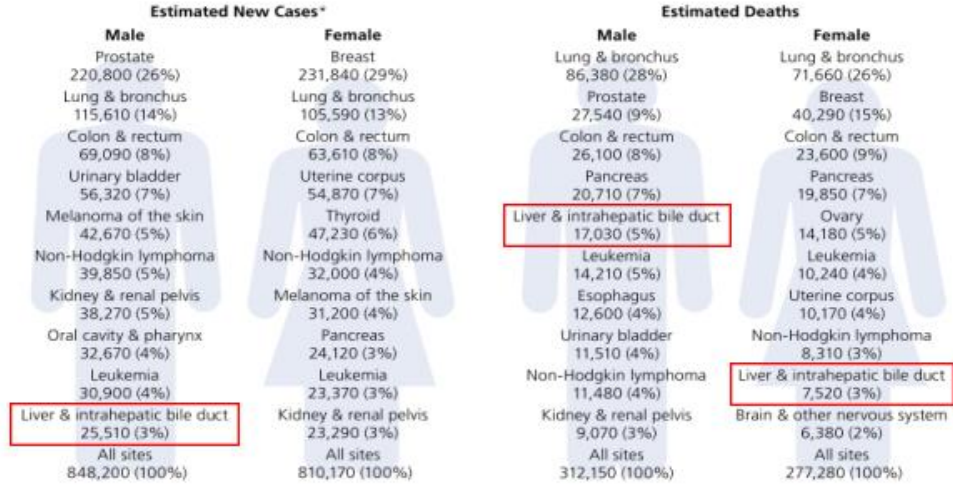 Estimated New Cases*
Male
Prostate
220,800 (26%)
Lung & bronchus
115,610 (14%)
Colon & rectum
69,090 (8%)
Urinary bladder
56,320 (7%)
Melanoma of the skin
42,670 (5%)
Non-Hodgkin lymphoma
39,850 (5%)
Kidney & renal pelvis
38,270 (5%)
Oral cavity & pharynx
32,670 (4%)
Leukemia
30,900 (4%)
Liver & intrahepatic bile duct
25,510 (3%)
All sites
848,200 (100%)
Female
Breast
231,840 (29%)
Lung & bronchus
105,590 (13%)
Colon & rectum
63,610 (8%)
Uterine corpus
54,870 (7%)
Thyroid
47,230 (6%)
Non-Hodgkin lymphoma
32,000 (4%)
Melanoma of the skin
31,200 (4%)
Pancreas
24,120 (3%)
Leukemia
23,370 (3%)
Kidney & renal pelvis
23,290 (3%)
All sites
810,170 (100%)
Estimated Deaths
Male
Lung & bronchus
86,380 (28%)
Prostate
27,540 (9%)
Colon & rectum
26,100 (8%)
Pancreas
20,710 (7%)
Liver & intrahepatic bile duct
17,030 (5%)
Leukemia
14,210 (5%)
Esophagus
12,600 (4%)
Urinary bladder
11,510 (4%)
Non-Hodgkin lymphoma
11,480 (4%)
Kidney & renal pelvis
9,070 (3%)
All sites
312,150 (100%)
Female
Lung & bronchus
71,660 (26%)
Breast
40,290 (15%)
Colon & rectum
23,600 (9%)
Pancreas
19,850 (7%)
Ovary
14,180 (5%)
Leukemia
10,240 (4%)
Uterine corpus
10,170 (4%)
Non-Hodgkin lymphoma
8,310 (3%)
Liver & intrahepatic bile duct
7,520 (3%)
Brain & other nervous system
6,380 (2%)
All sites
277,280 (100%)